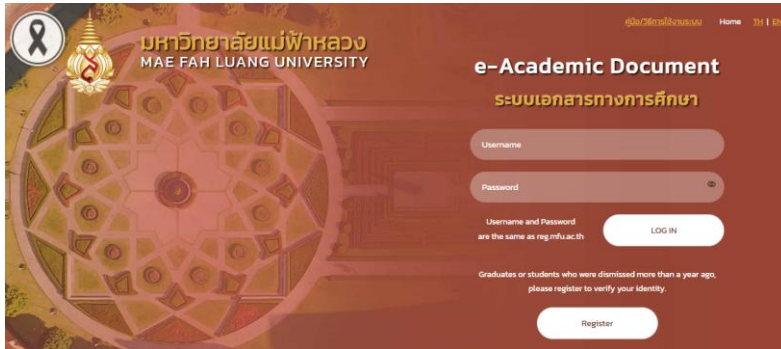 คู่มือ/วิธีการใช้งานระบบ Home TH | EN
มหาวิทยาลัยแม่ฟ้าหลวง
MAE FAH LUANG UNIVERSITY
e-Academic Document
ระบบเอกสารทางการศึกษา
Username
Password
Username and Password
are the same as reg.mfu.ac.th
LOG IN
Graduates or students who were dismissed more than a year ago,
please register to verify your identity.
Register